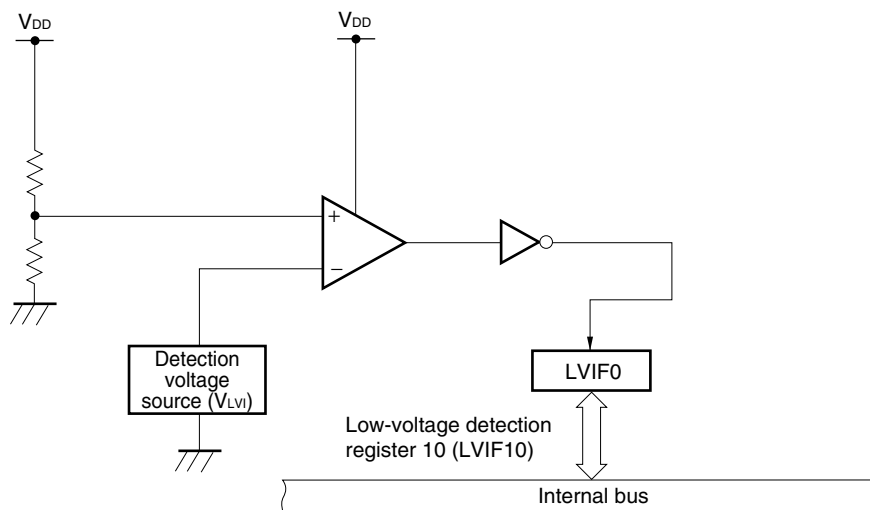 VDD
VDD
+
−
Detection
voltage
source (VLVI)
LVIF0
Low-voltage detection
register 10 (LVIF10)
Internal bus